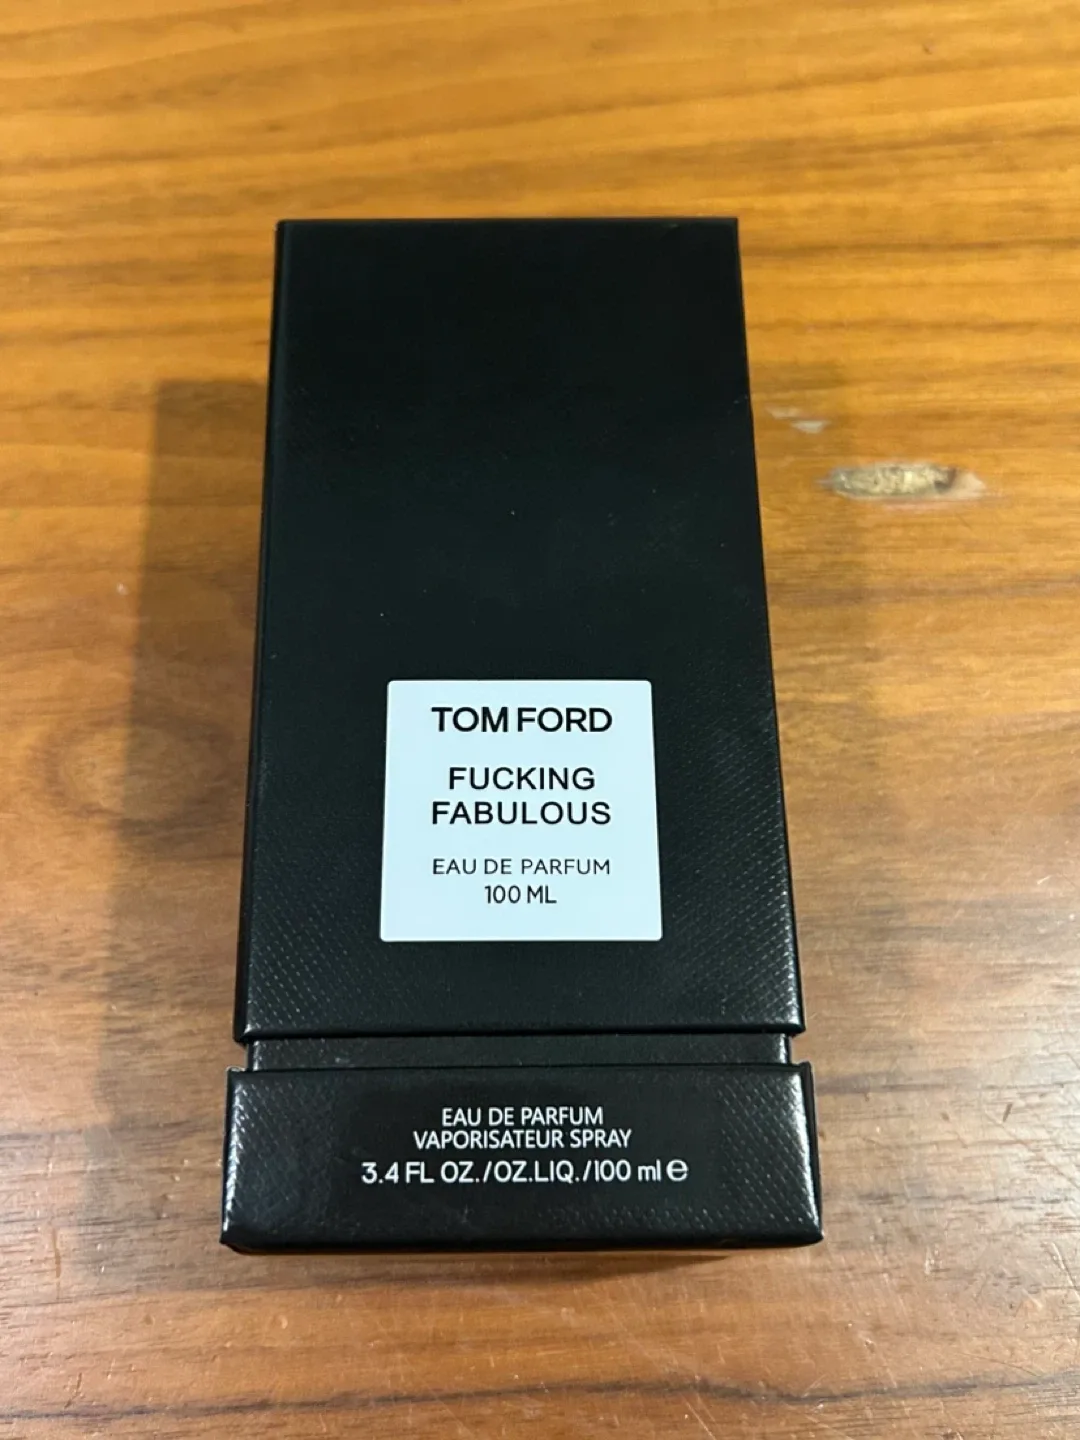 TOM FORD
FUCKING
FABULOUS
EAU DE PARFUM
100 ML
EAU DE PARFUM
VAPORISATEUR SPRAY
3.4 FL OZ./OZ.LIQ./100 ml ℮